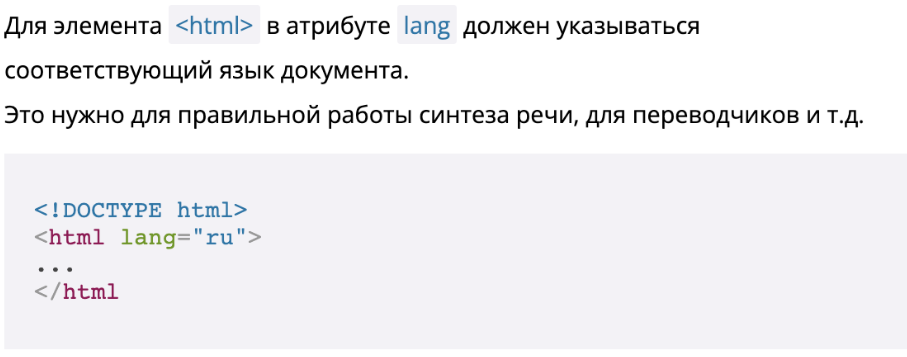 Для элемента <html> в атрибуте lang должен указываться
соответствующий язык документа.
Это нужно для правильной работы синтеза речи, для переводчиков и т.д.
<!DOCTYPE html>
<html lang="ru">
...
</html